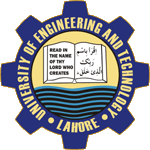 UNIVERSITY OF ENGINEERING AND TECHNOLOGY
READ IN
THE NAME
OF THY
LORD WHO
CREATES
اقرا باسم
ربك
الذي خلق
LAHORE